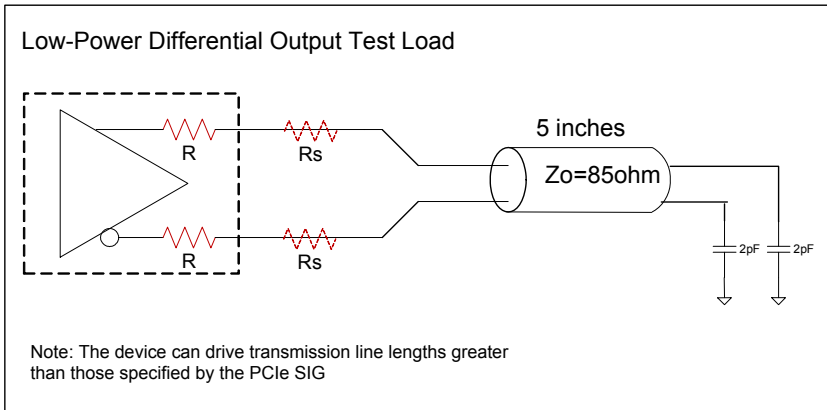 Low-Power Differential Output Test Load
R
Rs
5 inches
Zo=85ohm
R
Rs
2pF
2pF
Note: The device can drive transmission line lengths greater
than those specified by the PCIe SIG